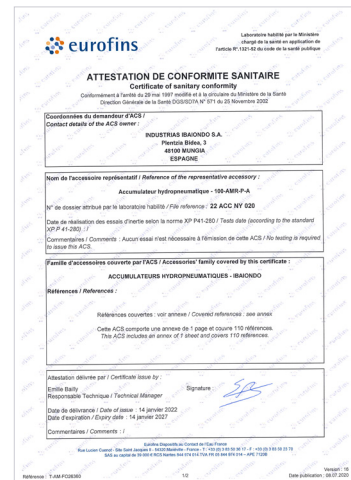 eurofins
Laboratoire habilité par le Ministère
chargé de la santé en application de
l'article R*.1321-52 du code de la santé publique
ATTESTATION DE CONFORMITE SANITAIRE
Certificate of sanitary conformity
Conformément à l'arrêté du 29 mai 1997 modifié et à la circulaire du Ministère de la Santé
Direction Générale de la Santé DGS/SD7A N° 571 du 25 Novembre 2002
Coordonnées du demandeur d'ACS /
Contact details of the ACS owner :
INDUSTRIAS IBAIONDO S.A.
Plentzia Bidea, 3
48100 MUNGIA
ESPAGNE
Nom de l'accessoire représentatif / Reference of the representative accessory :
Accumulateur hydropneumatique - 100-AMR-P-A
N° de dossier attribué par le laboratoire habilité / File reference : 22 ACC NY 020
Date de réalisation des essais d'inertie selon la norme XP P41-280 / Tests date (according to the standard
XP P 41-280) : /
Commentaires / Comments : Aucun essai n'est nécessaire à l'émission de cette ACS / No testing is required
to issue this ACS.
Famille d'accessoires couverte par l'ACS / Accessories' family covered by this certificate :
ACCUMULATEURS HYDROPNEUMATIQUES - IBAIONDO
Références / References :
Références couvertes : voir annexe / Covered references : see annex
Cette ACS comporte une annexe de 1 page et couvre 110 références.
This ACS includes an annex of 1 sheet and covers 110 references.
Attestation délivrée par / Certificate issue by :
Emilie Bailly
Responsable Technique / Technical Manager
Signature :
Date de délivrance / Date of issue : 14 janvier 2022
Date d'expiration / Expiry date : 14 janvier 2027
Commentaires / Comments : /
Eurofins Dispositifs au Contact de l'Eau France
Version : 16
Référence : T-AM-FO26380
1/2
Date publication : 08.07.2020